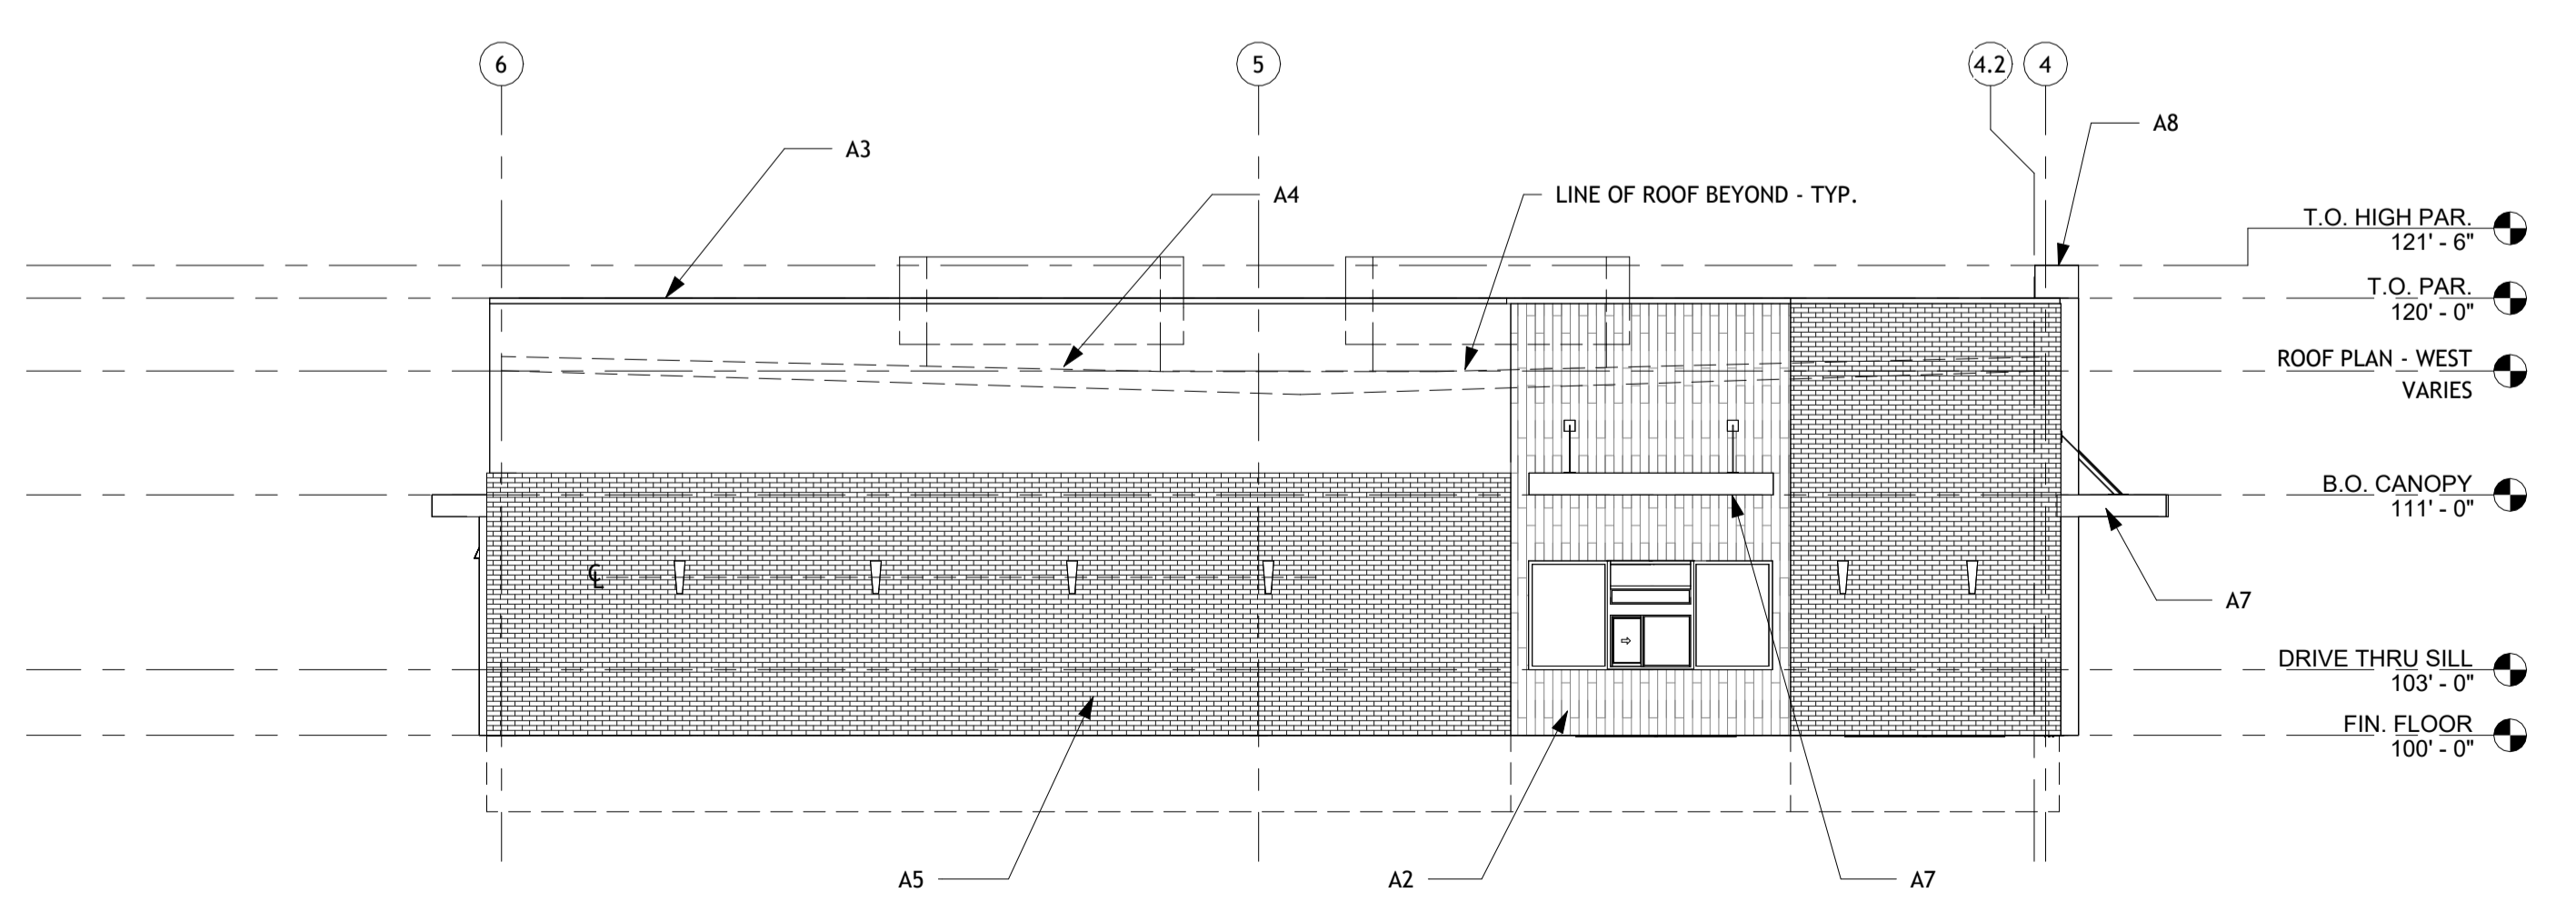 6
5
4.2
4
A8
A3
A4
LINE OF ROOF BEYOND - TYP.
T.O. HIGH PAR.
121' - 6"
T.O. PAR.
120' - 0"
ROOF PLAN - WEST
VARIES
B.O. CANOPY
111' - 0"
℄
A7
DRIVE THRU SILL
103' - 0"
FIN. FLOOR
100' - 0"
A5
A2
A7